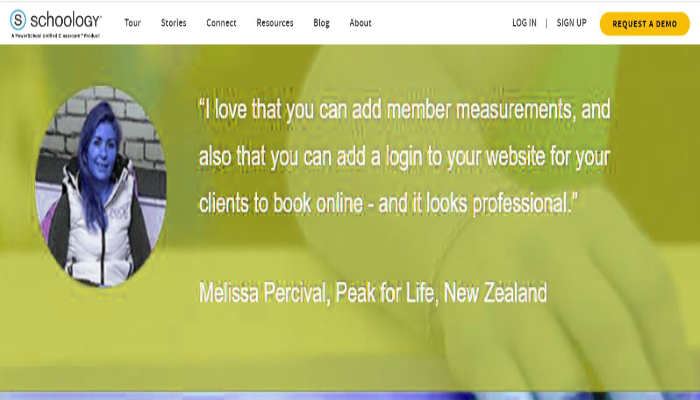 schoology®
A PowerSchool Unified Classroom™ Product
Tour Stories Connect Resources Blog About
LOG IN | SIGN UP REQUEST A DEMO
“I love that you can add member measurements, and
also that you can add a login to your website for your
clients to book online - and it looks professional.”
Melissa Percival, Peak for Life, New Zealand